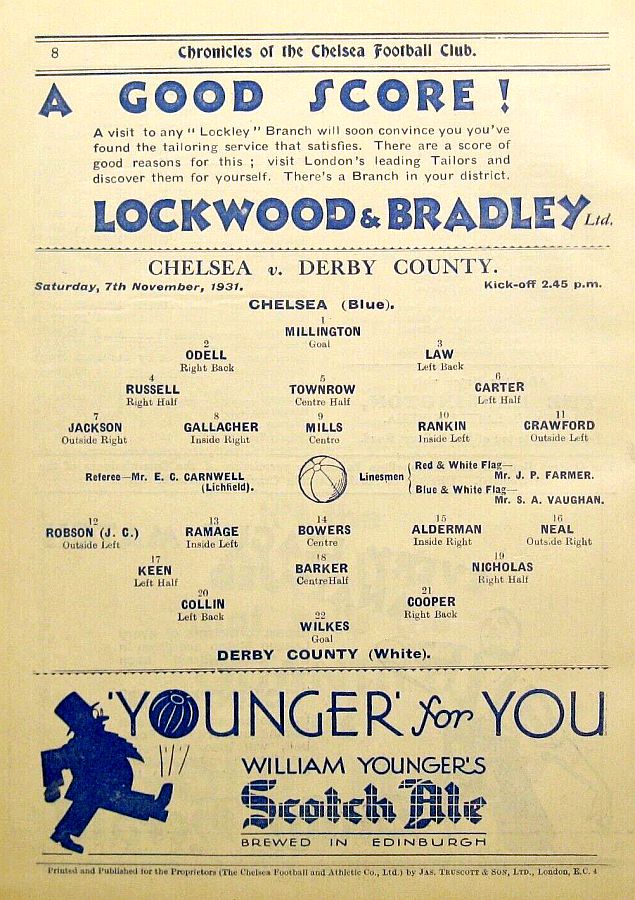 8 Chronicles of the Chelsea Football Club.
A GOOD SCORE!
A visit to any "Lockley" Branch will soon convince you you've
found the tailoring service that satisfies. There are a score of
good reasons for this; visit London's leading Tailors and
discover them for yourself. There's a Branch in your district.
LOCKWOOD & BRADLEY Ltd.
CHELSEA v. DERBY COUNTY.
Saturday, 7th November, 1931. Kick-off 2.45 p.m.
CHELSEA (Blue).
1
MILLINGTON
Goal
2 3
ODELL LAW
Right Back Left Back
4 5 6
RUSSELL TOWNROW CARTER
Right Half Centre Half Left Half
7 8 9 10 11
JACKSON GALLACHER MILLS RANKIN CRAWFORD
Outside Right Inside Right Centre Inside Left Outside Left
Referee—Mr. E. C. CARNWELL
(Lichfield).
Linesmen
Red & White Flag—
Mr. J. P. FARMER.
Blue & White Flag—
Mr. S. A. VAUGHAN.
12 13 14 15 16
ROBSON (J. C.) RAMAGE BOWERS ALDERMAN NEAL
Outside Left Inside Left Centre Inside Right Outside Right
17 18 19
KEEN BARKER NICHOLAS
Left Half Centre Half Right Half
20 21
COLLIN COOPER
Left Back Right Back
22
WILKES
Goal
DERBY COUNTY (White).
'YOUNGER' for YOU
WILLIAM YOUNGER'S
Scotch Ale
BREWED IN EDINBURGH
Printed and Published for the Proprietors (The Chelsea Football and Athletic Co., Ltd.) by JAS. TRUSCOTT & SON, LTD., London, E.C. 4